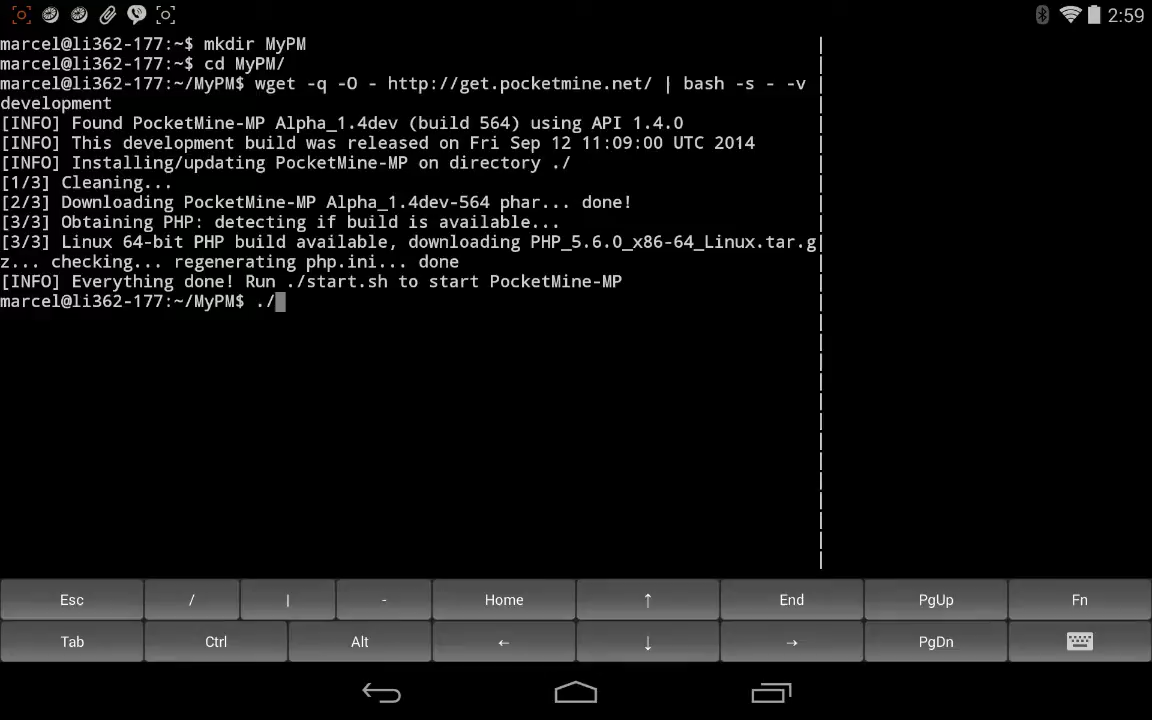 2:59
marcel@li362-177:~$ mkdir MyPM
marcel@li362-177:~$ cd MyPM/
marcel@li362-177:~/MyPM$ wget -q -O - http://get.pocketmine.net/ | bash -s - -v
development
[INFO] Found PocketMine-MP Alpha_1.4dev (build 564) using API 1.4.0
[INFO] This development build was released on Fri Sep 12 11:09:00 UTC 2014
[INFO] Installing/updating PocketMine-MP on directory ./
[1/3] Cleaning...
[2/3] Downloading PocketMine-MP Alpha_1.4dev-564 phar... done!
[3/3] Obtaining PHP: detecting if build is available...
[3/3] Linux 64-bit PHP build available, downloading PHP_5.6.0_x86-64_Linux.tar.g
z... checking... regenerating php.ini... done
[INFO] Everything done! Run ./start.sh to start PocketMine-MP
marcel@li362-177:~/MyPM$ ./
Esc / | - Home ↑ End PgUp Fn
Tab Ctrl Alt ← ↓ → PgDn